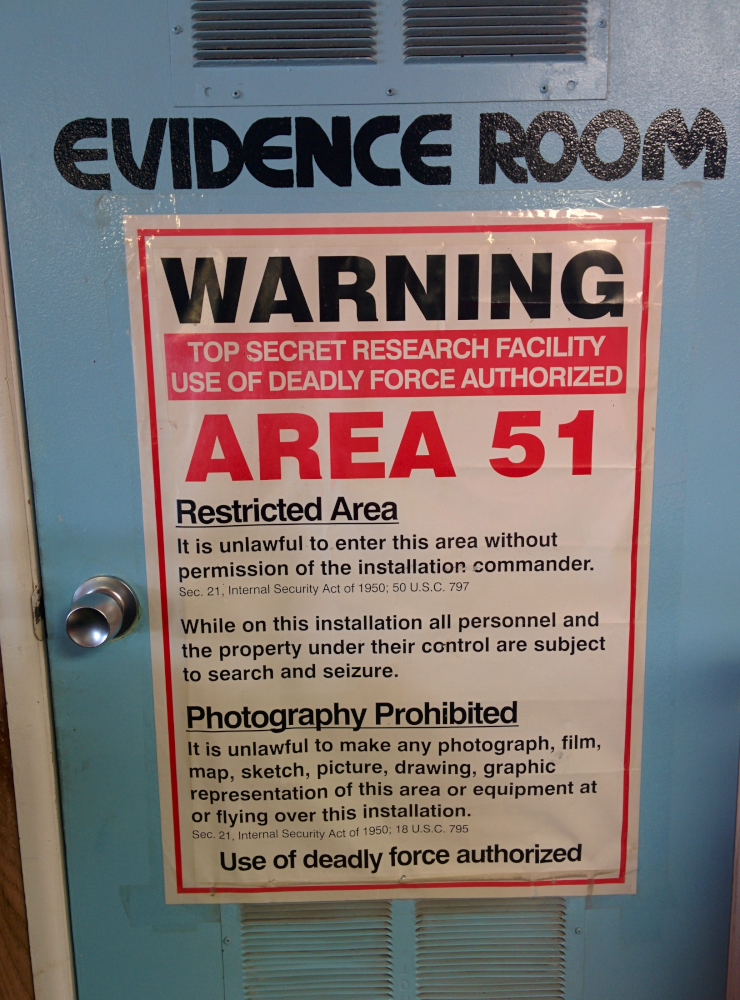 EVIDENCE ROOM
WARNING
TOP SECRET RESEARCH FACILITY
USE OF DEADLY FORCE AUTHORIZED
AREA 51
Restricted Area
It is unlawful to enter this area without
permission of the installation commander.
Sec. 21, Internal Security Act of 1950; 50 U.S.C. 797
While on this installation all personnel and
the property under their control are subject
to search and seizure.
Photography Prohibited
It is unlawful to make any photograph, film,
map, sketch, picture, drawing, graphic
representation of this area or equipment at
or flying over this installation.
Sec. 21, Internal Security Act of 1950; 18 U.S.C. 795
Use of deadly force authorized